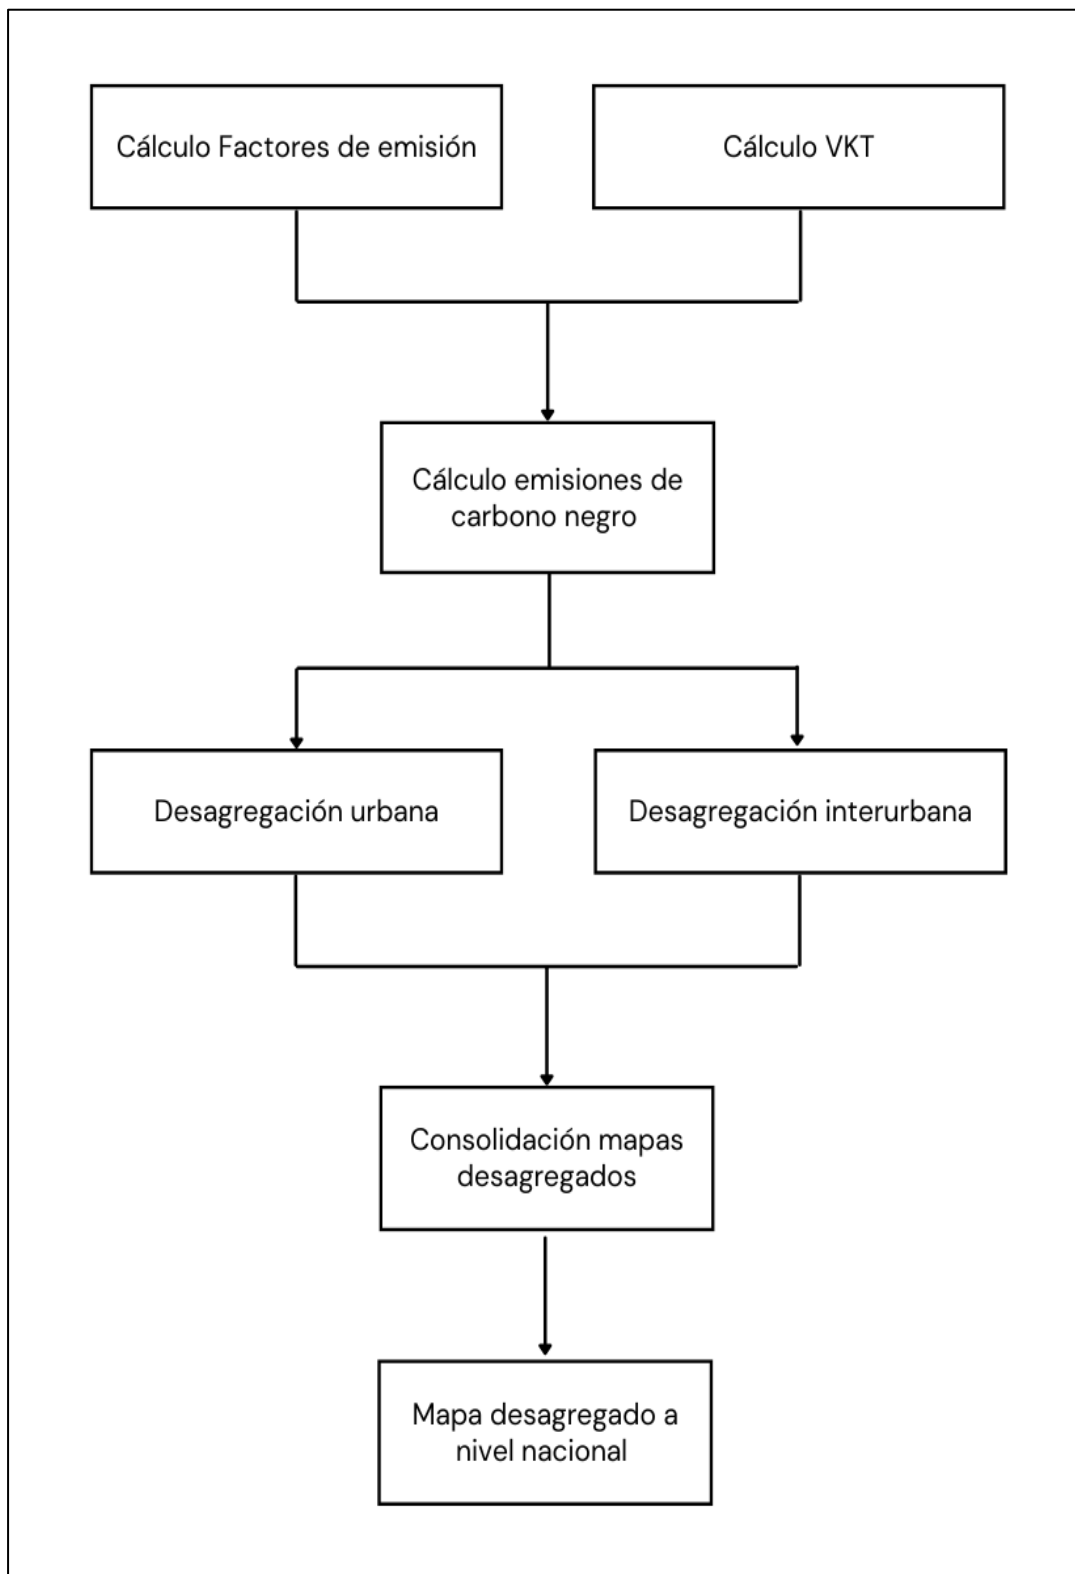 Cálculo Factores de emisión
Cálculo VKT
Cálculo emisiones de
carbono negro
Desagregación urbana
Desagregación interurbana
Consolidación mapas
desagregados
Mapa desagregado a
nivel nacional